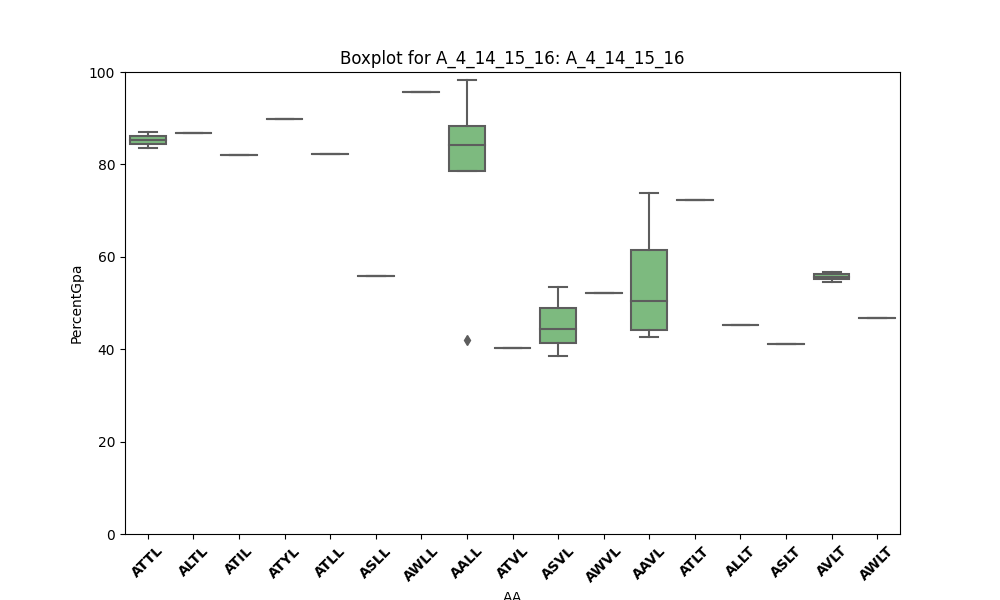 Boxplot for A_4_14_15_16: A_4_14_15_16
100
80
60
40
20
0
PercentGpa
ATTL ALTL ATIL ATYL ATLL ASLL AWLL AALL ATVL ASVL AWVL AAVL ATLT ALLT ASLT AVLT AWLT
AA